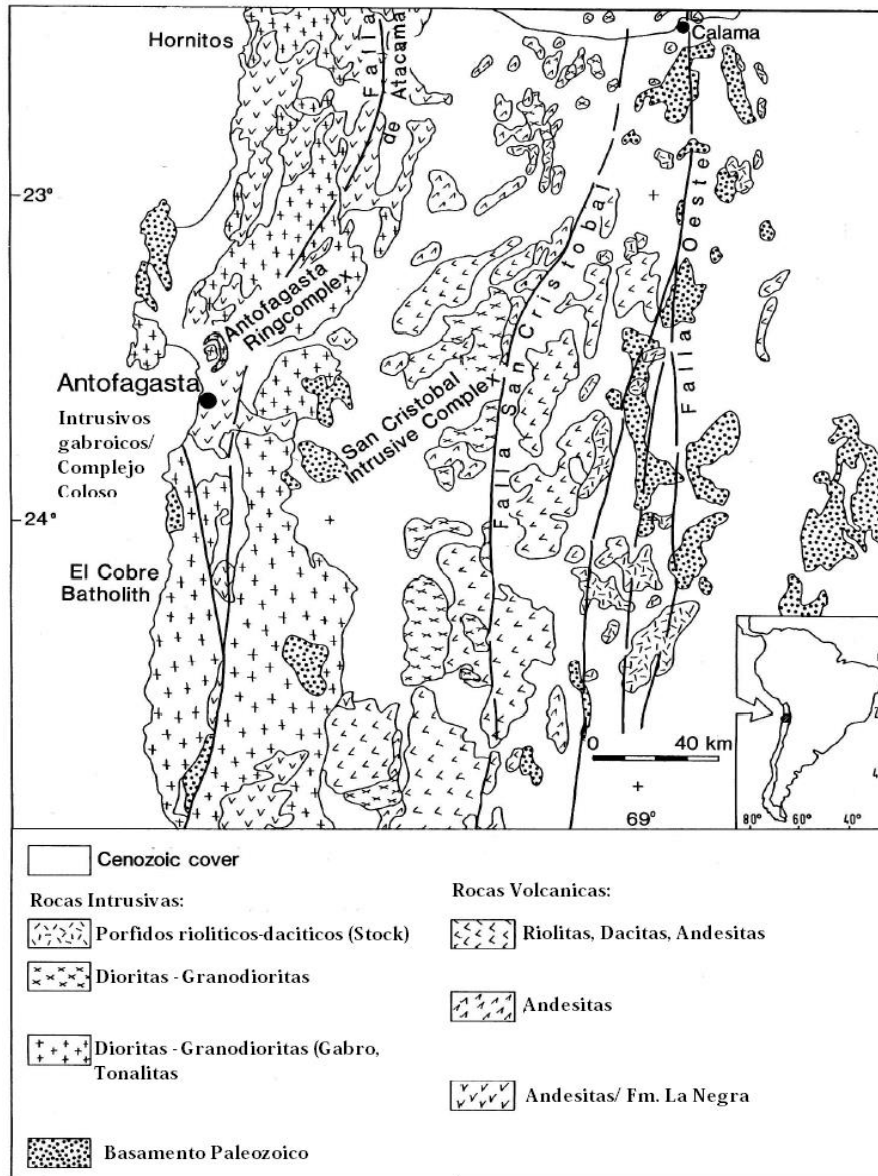 Hornitos
Falla de Atacama
Calama
23°
Antofagasta
Ringcomplex
Falla San Cristobal
Falla Oeste
Antofagasta
Intrusivos
gabroicos/
Complejo
Coloso
San Cristobal
Intrusive Complex
24°
El Cobre
Batholith
0 40 km
69°
80° 60° 40°
Cenozoic cover
Rocas Intrusivas:
Porfidos rioliticos-daciticos (Stock)
Dioritas - Granodioritas
Dioritas - Granodioritas (Gabro,
Tonalitas
Basamento Paleozoico
Rocas Volcanicas:
Riolitas, Dacitas, Andesitas
Andesitas
Andesitas/ Fm. La Negra